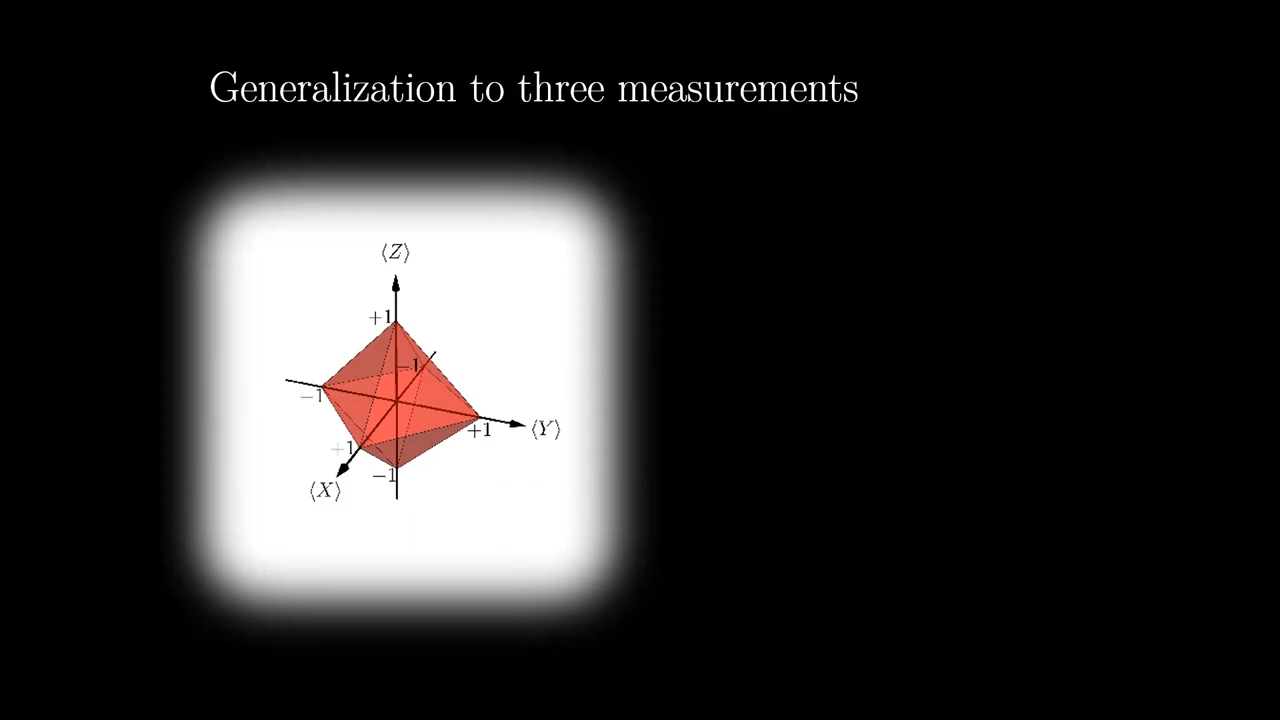 Generalization to three measurements
⟨Z⟩
+1
−1
−1
+1
⟨Y⟩
+1
−1
⟨X⟩